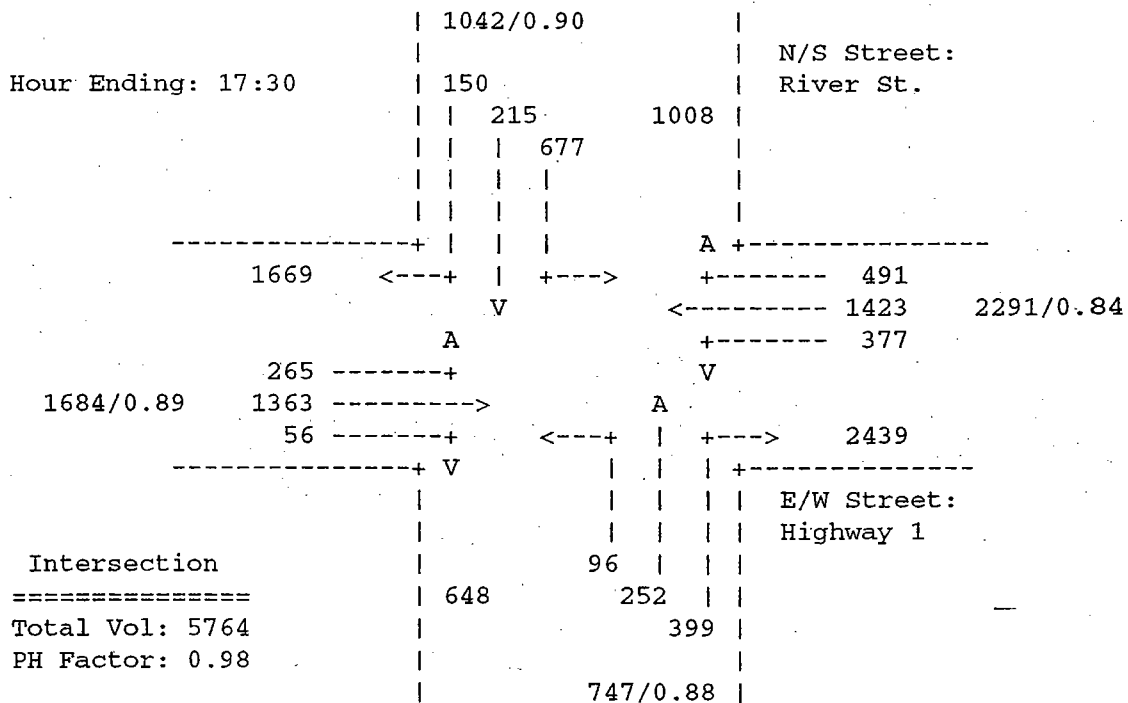 1042/0.90
N/S Street:
Hour Ending: 17:30 150 River St.
215 1008
677
A
1669 <---+ | +---> +------- 491
V <--------- 1423 2291/0.84
A +------- 377
265 -------+ V
1684/0.89 1363 ---------> A
56 -------+ <---+ | +---> 2439
V
E/W Street:
Highway 1
Intersection 96
=============== 648 252
Total Vol: 5764 399
PH Factor: 0.98
747/0.88